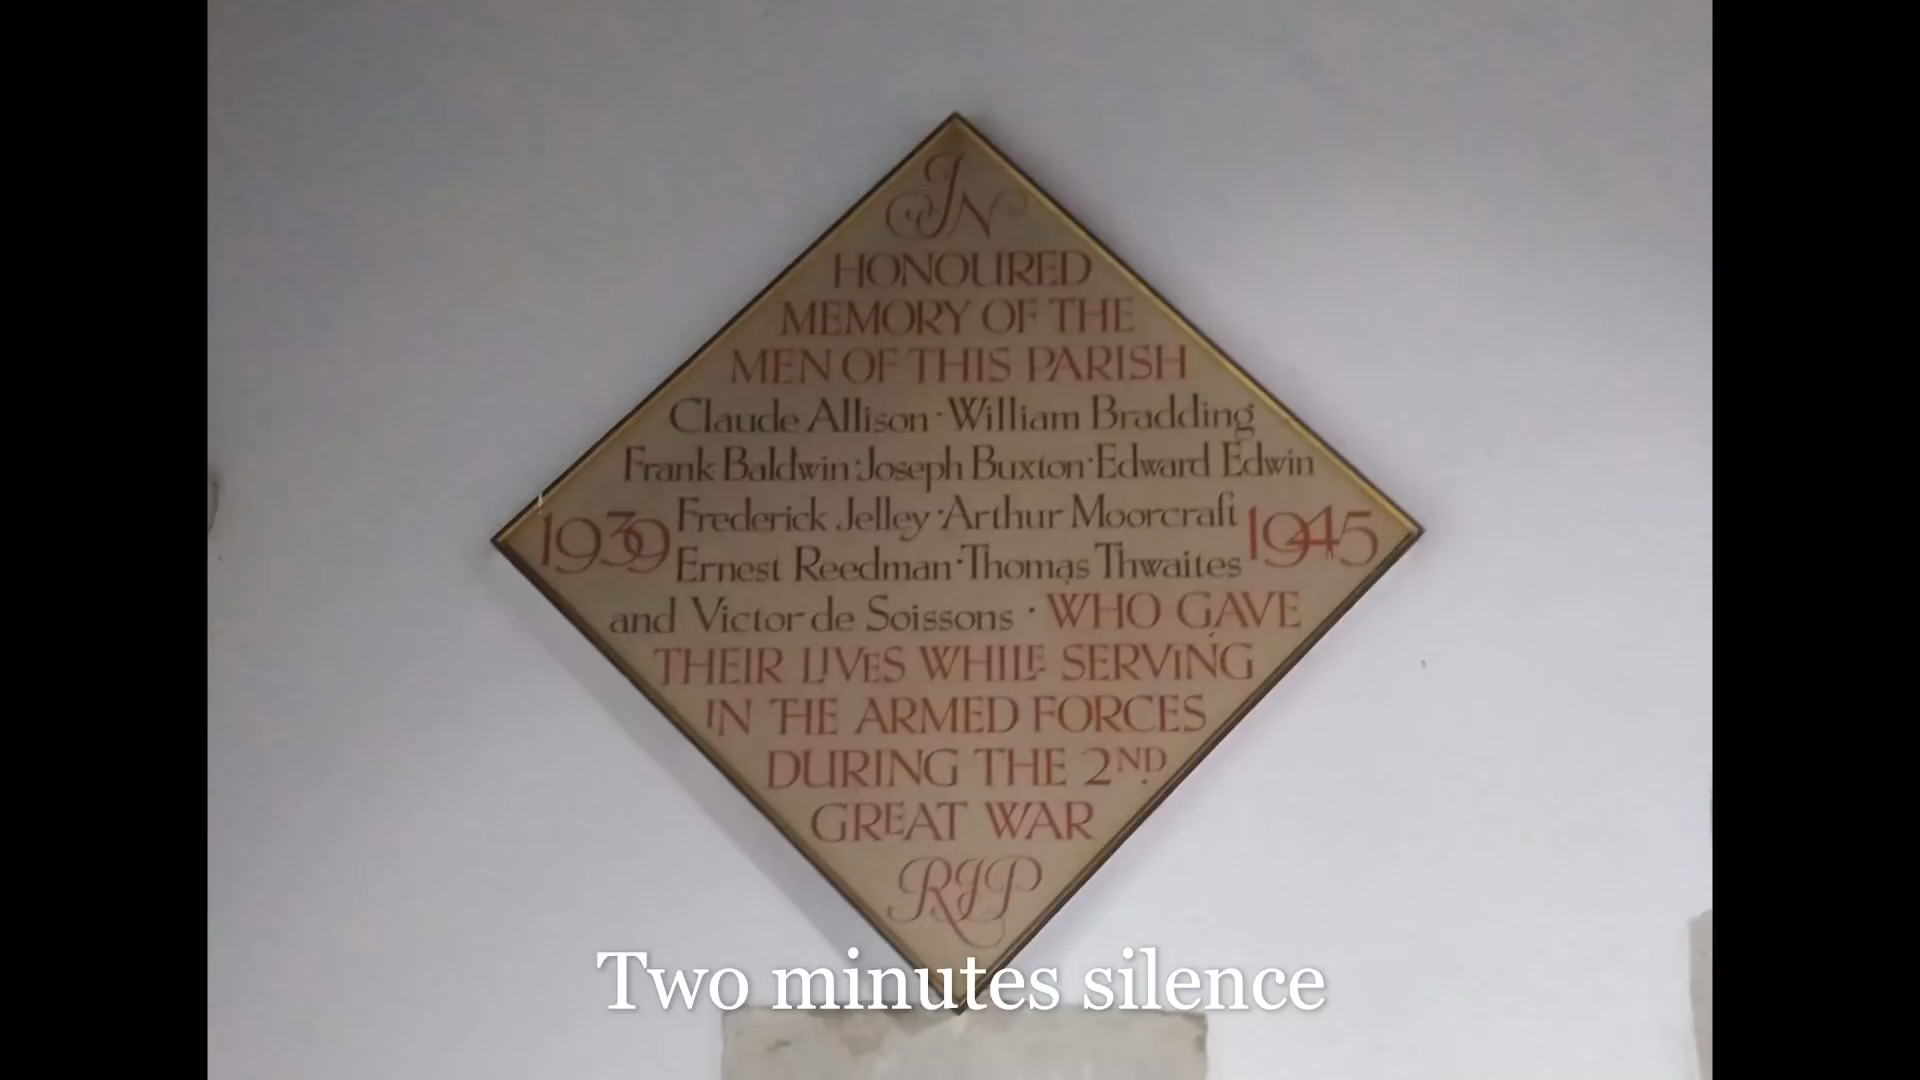 IN
HONOURED
MEMORY OF THE
MEN OF THIS PARISH
Claude Allison · William Bradding
Frank Baldwin · Joseph Buxton · Edward Edwin
1939 Frederick Jelley · Arthur Moorcraft 1945
Ernest Reedman · Thomas Thwaites
and Victor de Soissons · WHO GAVE
THEIR LIVES WHILE SERVING
IN THE ARMED FORCES
DURING THE 2ND
GREAT WAR
RIP
Two minutes silence